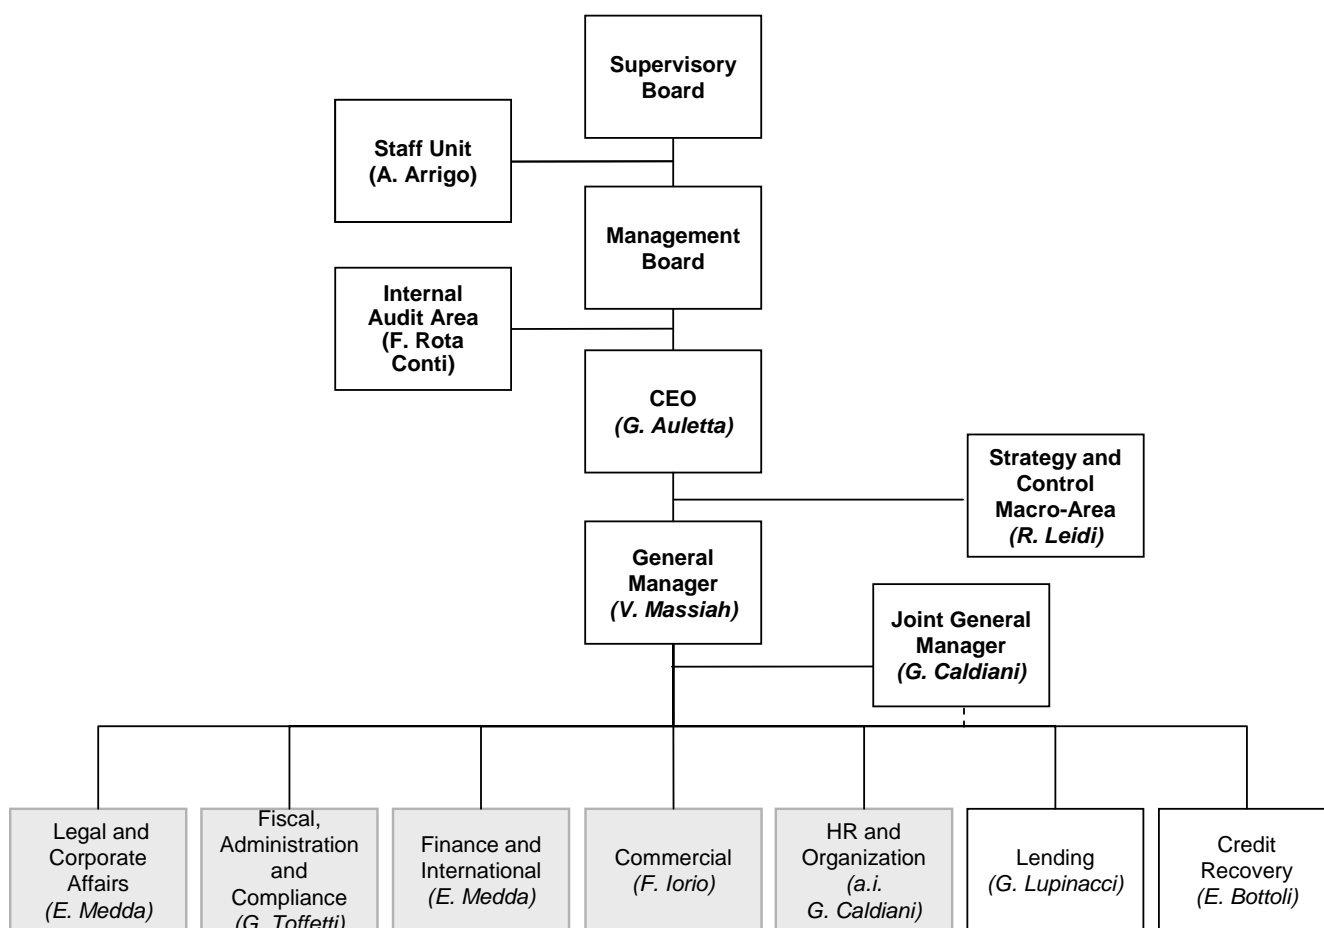 Supervisory
Board
Staff Unit
(A. Arrigo)
Management
Board
Internal
Audit Area
(F. Rota
Conti)
CEO
(G. Auletta)
Strategy and
Control
Macro-Area
(R. Leidi)
General
Manager
(V. Massiah)
Joint General
Manager
(G. Caldiani)
Legal and
Corporate
Affairs
(E. Medda)
Fiscal,
Administration
and
Compliance
(G. Toffetti)
Finance and
International
(E. Medda)
Commercial
(F. Iorio)
HR and
Organization
(a.i.
G. Caldiani)
Lending
(G. Lupinacci)
Credit
Recovery
(E. Bottoli)